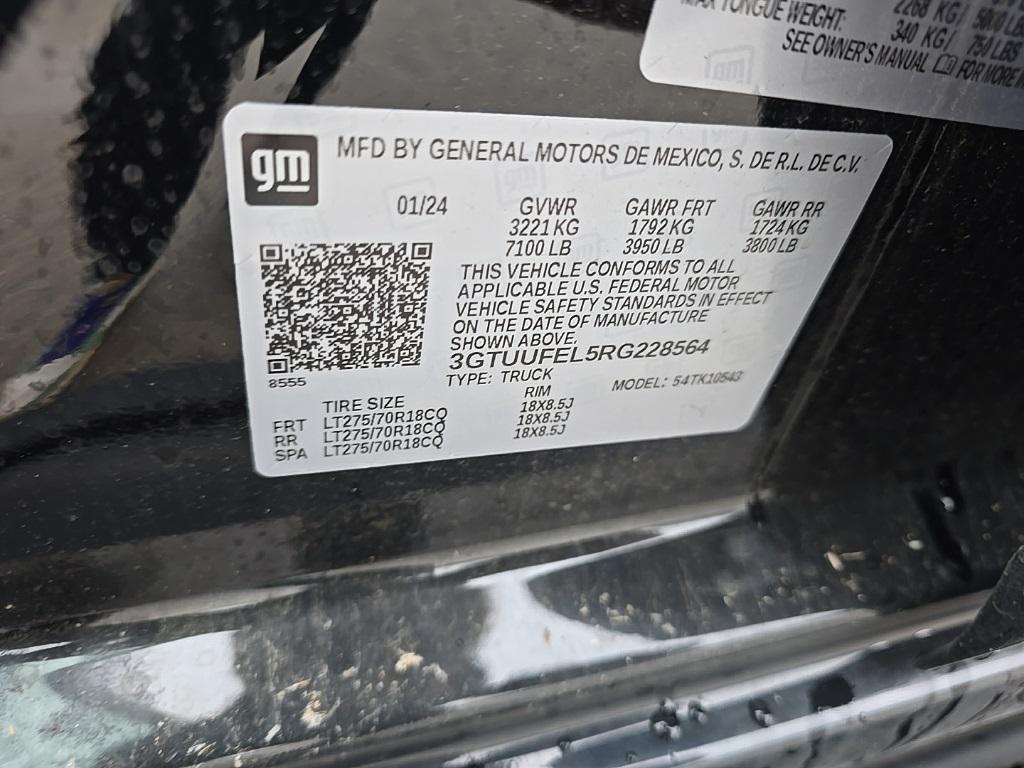 2268 KG/ 5000 LBS
MAX TONGUE WEIGHT: 340 KG/ 750 LBS
SEE OWNER'S MANUAL FOR MORE
gm
MFD BY GENERAL MOTORS DE MEXICO, S. DE R.L. DE C.V.
01/24 GVWR GAWR FRT GAWR RR
3221 KG 1792 KG 1724 KG
7100 LB 3950 LB 3800 LB
THIS VEHICLE CONFORMS TO ALL
APPLICABLE U.S. FEDERAL MOTOR
VEHICLE SAFETY STANDARDS IN EFFECT
ON THE DATE OF MANUFACTURE
SHOWN ABOVE.
3GTUUFEL5RG228564
8555
TYPE: TRUCK MODEL: 54TK10543
TIRE SIZE RIM
FRT LT275/70R18CQ 18X8.5J
RR LT275/70R18CQ 18X8.5J
SPA LT275/70R18CQ 18X8.5J